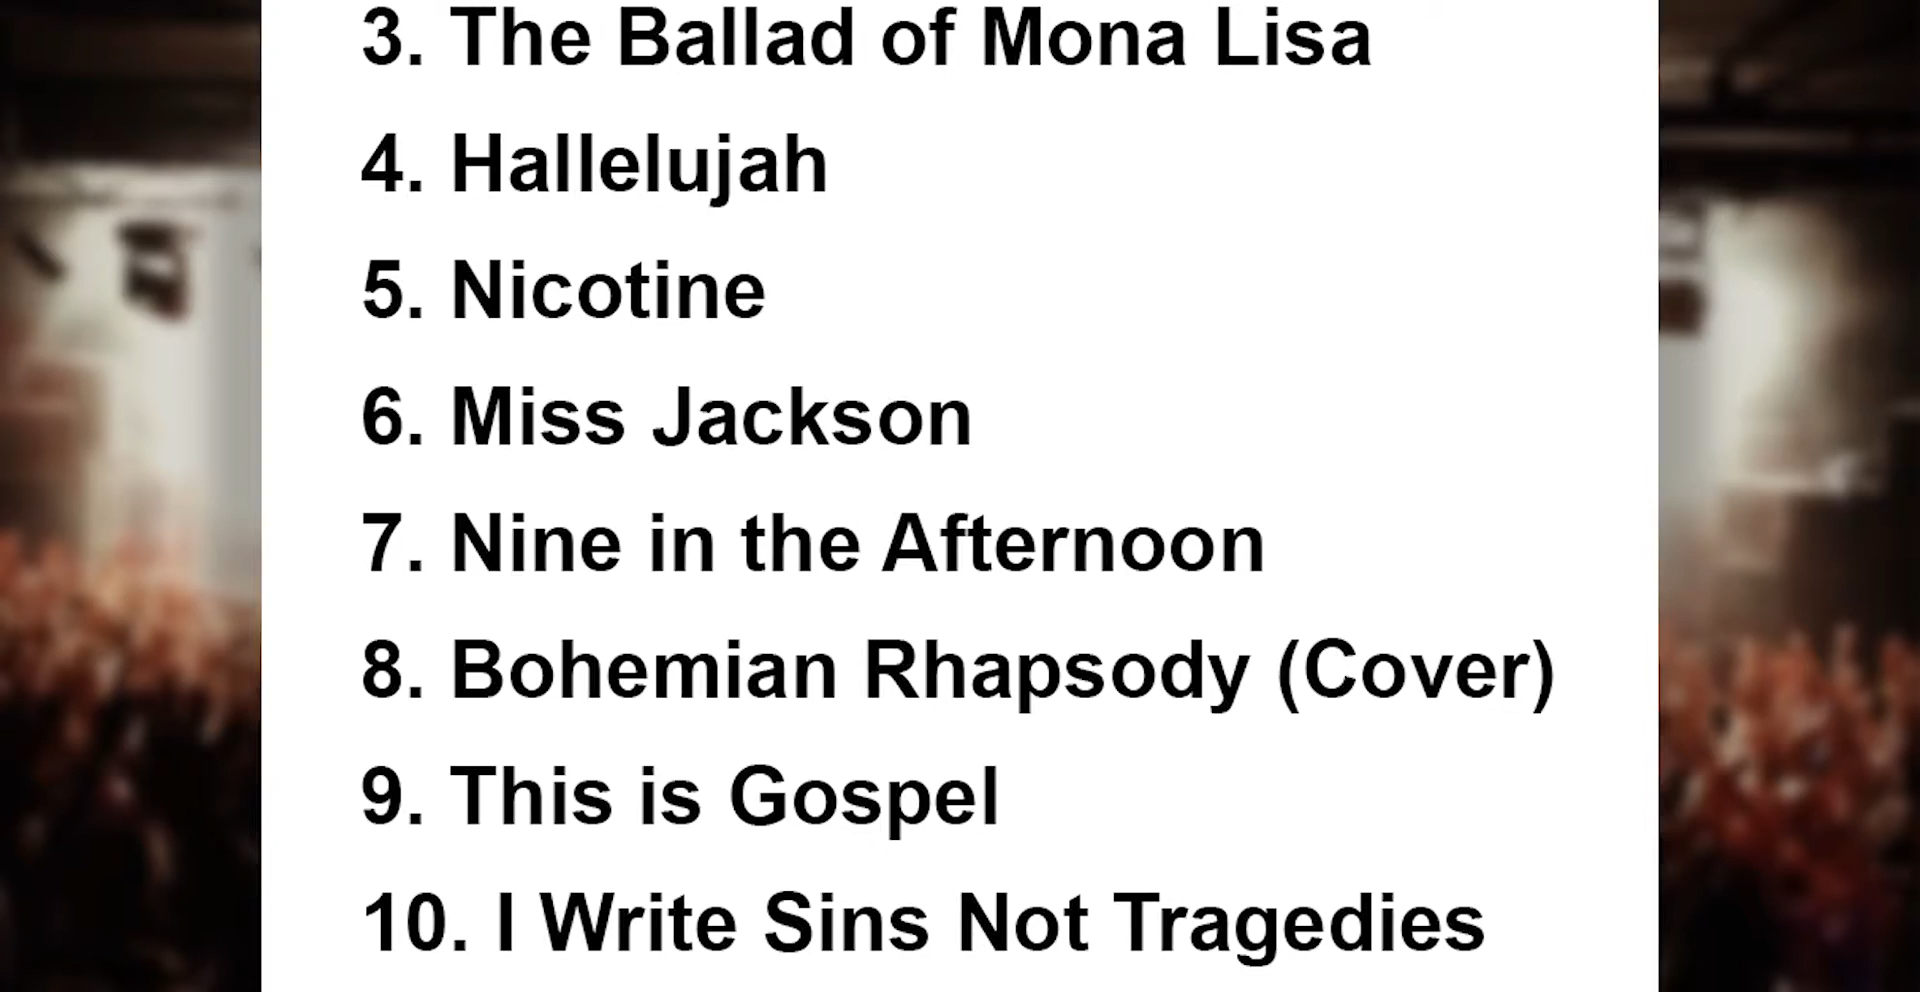 3. The Ballad of Mona Lisa
4. Hallelujah
5. Nicotine
6. Miss Jackson
7. Nine in the Afternoon
8. Bohemian Rhapsody (Cover)
9. This is Gospel
10. I Write Sins Not Tragedies